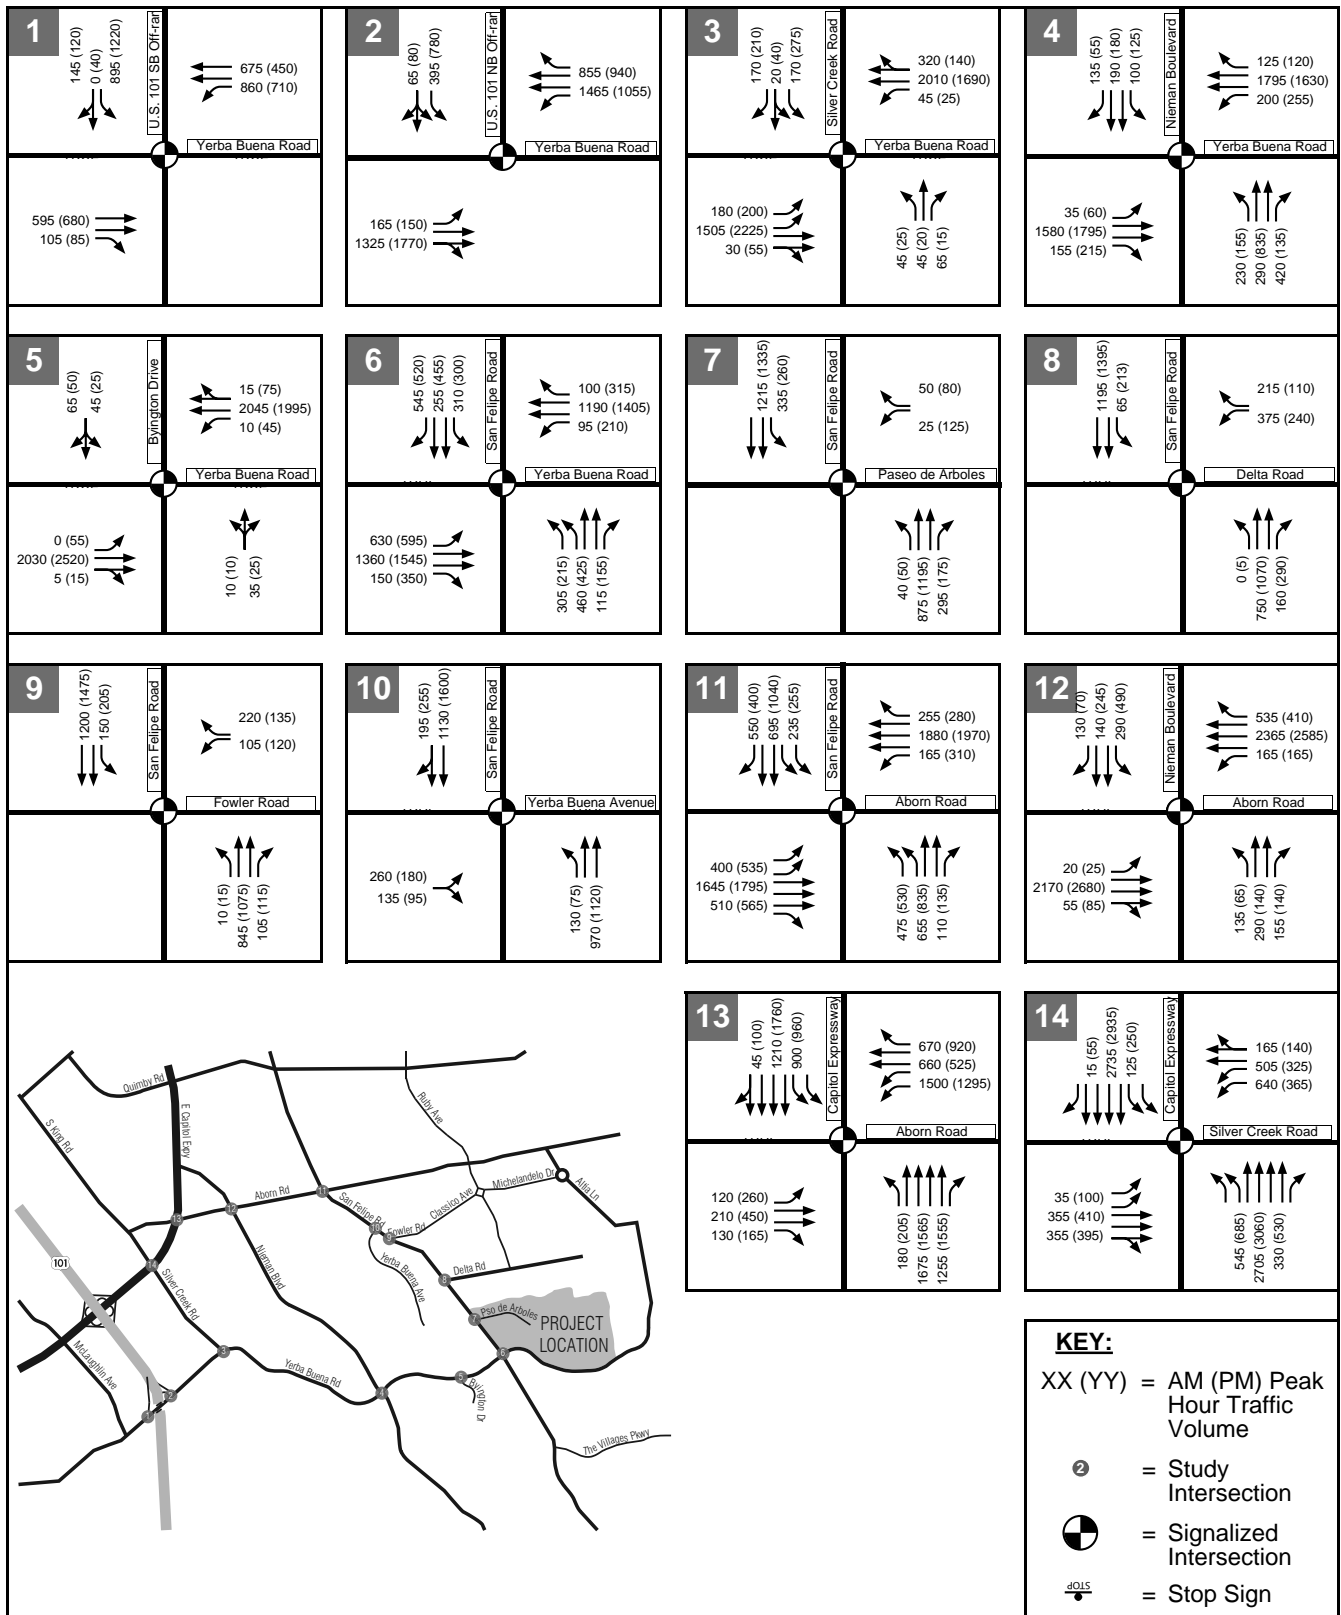 1
145 (120)
0 (40)
895 (1220)
U.S. 101 SB Off-ran
675 (450)
860 (710)
Yerba Buena Road
595 (680)
105 (85)
2
65 (80)
395 (780)
U.S. 101 NB Off-ran
855 (940)
1465 (1055)
Yerba Buena Road
165 (150)
1325 (1770)
3
170 (210)
20 (40)
170 (275)
Silver Creek Road
320 (140)
2010 (1690)
45 (25)
Yerba Buena Road
180 (200)
1505 (2225)
30 (55)
45 (25)
45 (20)
65 (15)
4
135 (55)
190 (180)
100 (125)
Nieman Boulevard
125 (120)
1795 (1630)
200 (255)
Yerba Buena Road
35 (60)
1580 (1795)
155 (215)
230 (155)
290 (835)
420 (135)
5
65 (50)
45 (25)
Byington Drive
15 (75)
2045 (1995)
10 (45)
Yerba Buena Road
0 (55)
2030 (2520)
5 (15)
10 (10)
35 (25)
6
545 (520)
255 (455)
310 (300)
San Felipe Road
100 (315)
1190 (1405)
95 (210)
Yerba Buena Road
630 (595)
1360 (1545)
150 (350)
305 (215)
460 (425)
115 (155)
7
1215 (1335)
335 (260)
San Felipe Road
50 (80)
25 (125)
Paseo de Arboles
40 (50)
875 (1195)
295 (175)
8
1195 (1395)
65 (213)
San Felipe Road
215 (110)
375 (240)
Delta Road
0 (5)
750 (1070)
160 (290)
9
1200 (1475)
150 (205)
San Felipe Road
220 (135)
105 (120)
Fowler Road
10 (15)
845 (1075)
105 (115)
10
195 (255)
1130 (1600)
San Felipe Road
Yerba Buena Avenue
260 (180)
135 (95)
130 (75)
970 (1120)
11
550 (400)
695 (1040)
235 (255)
San Felipe Road
255 (280)
1880 (1970)
165 (310)
Aborn Road
400 (535)
1645 (1795)
510 (565)
475 (530)
655 (835)
110 (135)
12
130 (70)
140 (245)
290 (490)
Nieman Boulevard
535 (410)
2365 (2585)
165 (165)
Aborn Road
20 (25)
2170 (2680)
55 (85)
135 (65)
290 (140)
155 (140)
13
45 (100)
1210 (1760)
900 (960)
Capitol Expressway
670 (920)
660 (525)
1500 (1295)
Aborn Road
120 (260)
210 (450)
130 (165)
180 (205)
1675 (1565)
1255 (1555)
14
15 (55)
2735 (2935)
125 (250)
Capitol Expressway
165 (140)
505 (325)
640 (365)
Silver Creek Road
35 (100)
355 (410)
355 (395)
545 (685)
2705 (3060)
330 (530)
Quimby Rd
S King Rd
E Capitol Expy
Ruby Ave
Aborn Rd
11
12
13
14
San Felipe Rd
10
9
Fowler Rd
Classico Ave
Michelandelo Dr
Altia Ln
101
Nieman Blvd
Yerba Buena Ave
8
Delta Rd
Silver Creek Rd
7
Pso de Arboles
PROJECT
LOCATION
McLaughlin Ave
3
Yerba Buena Rd
6
5
4
Byington Dr
2
1
The Villages Pkwy
KEY:
XX (YY) = AM (PM) Peak
Hour Traffic
Volume
2 = Study
Intersection
= Signalized
Intersection
STOP = Stop Sign